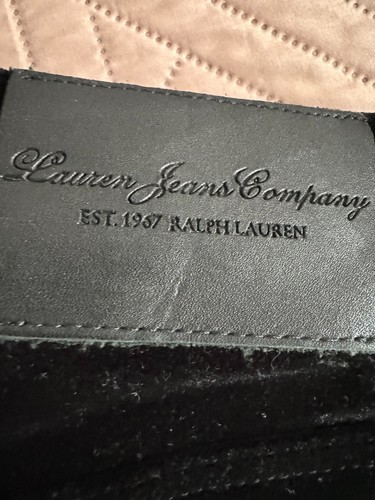 Lauren Jeans Company
EST. 1967 RALPH LAUREN